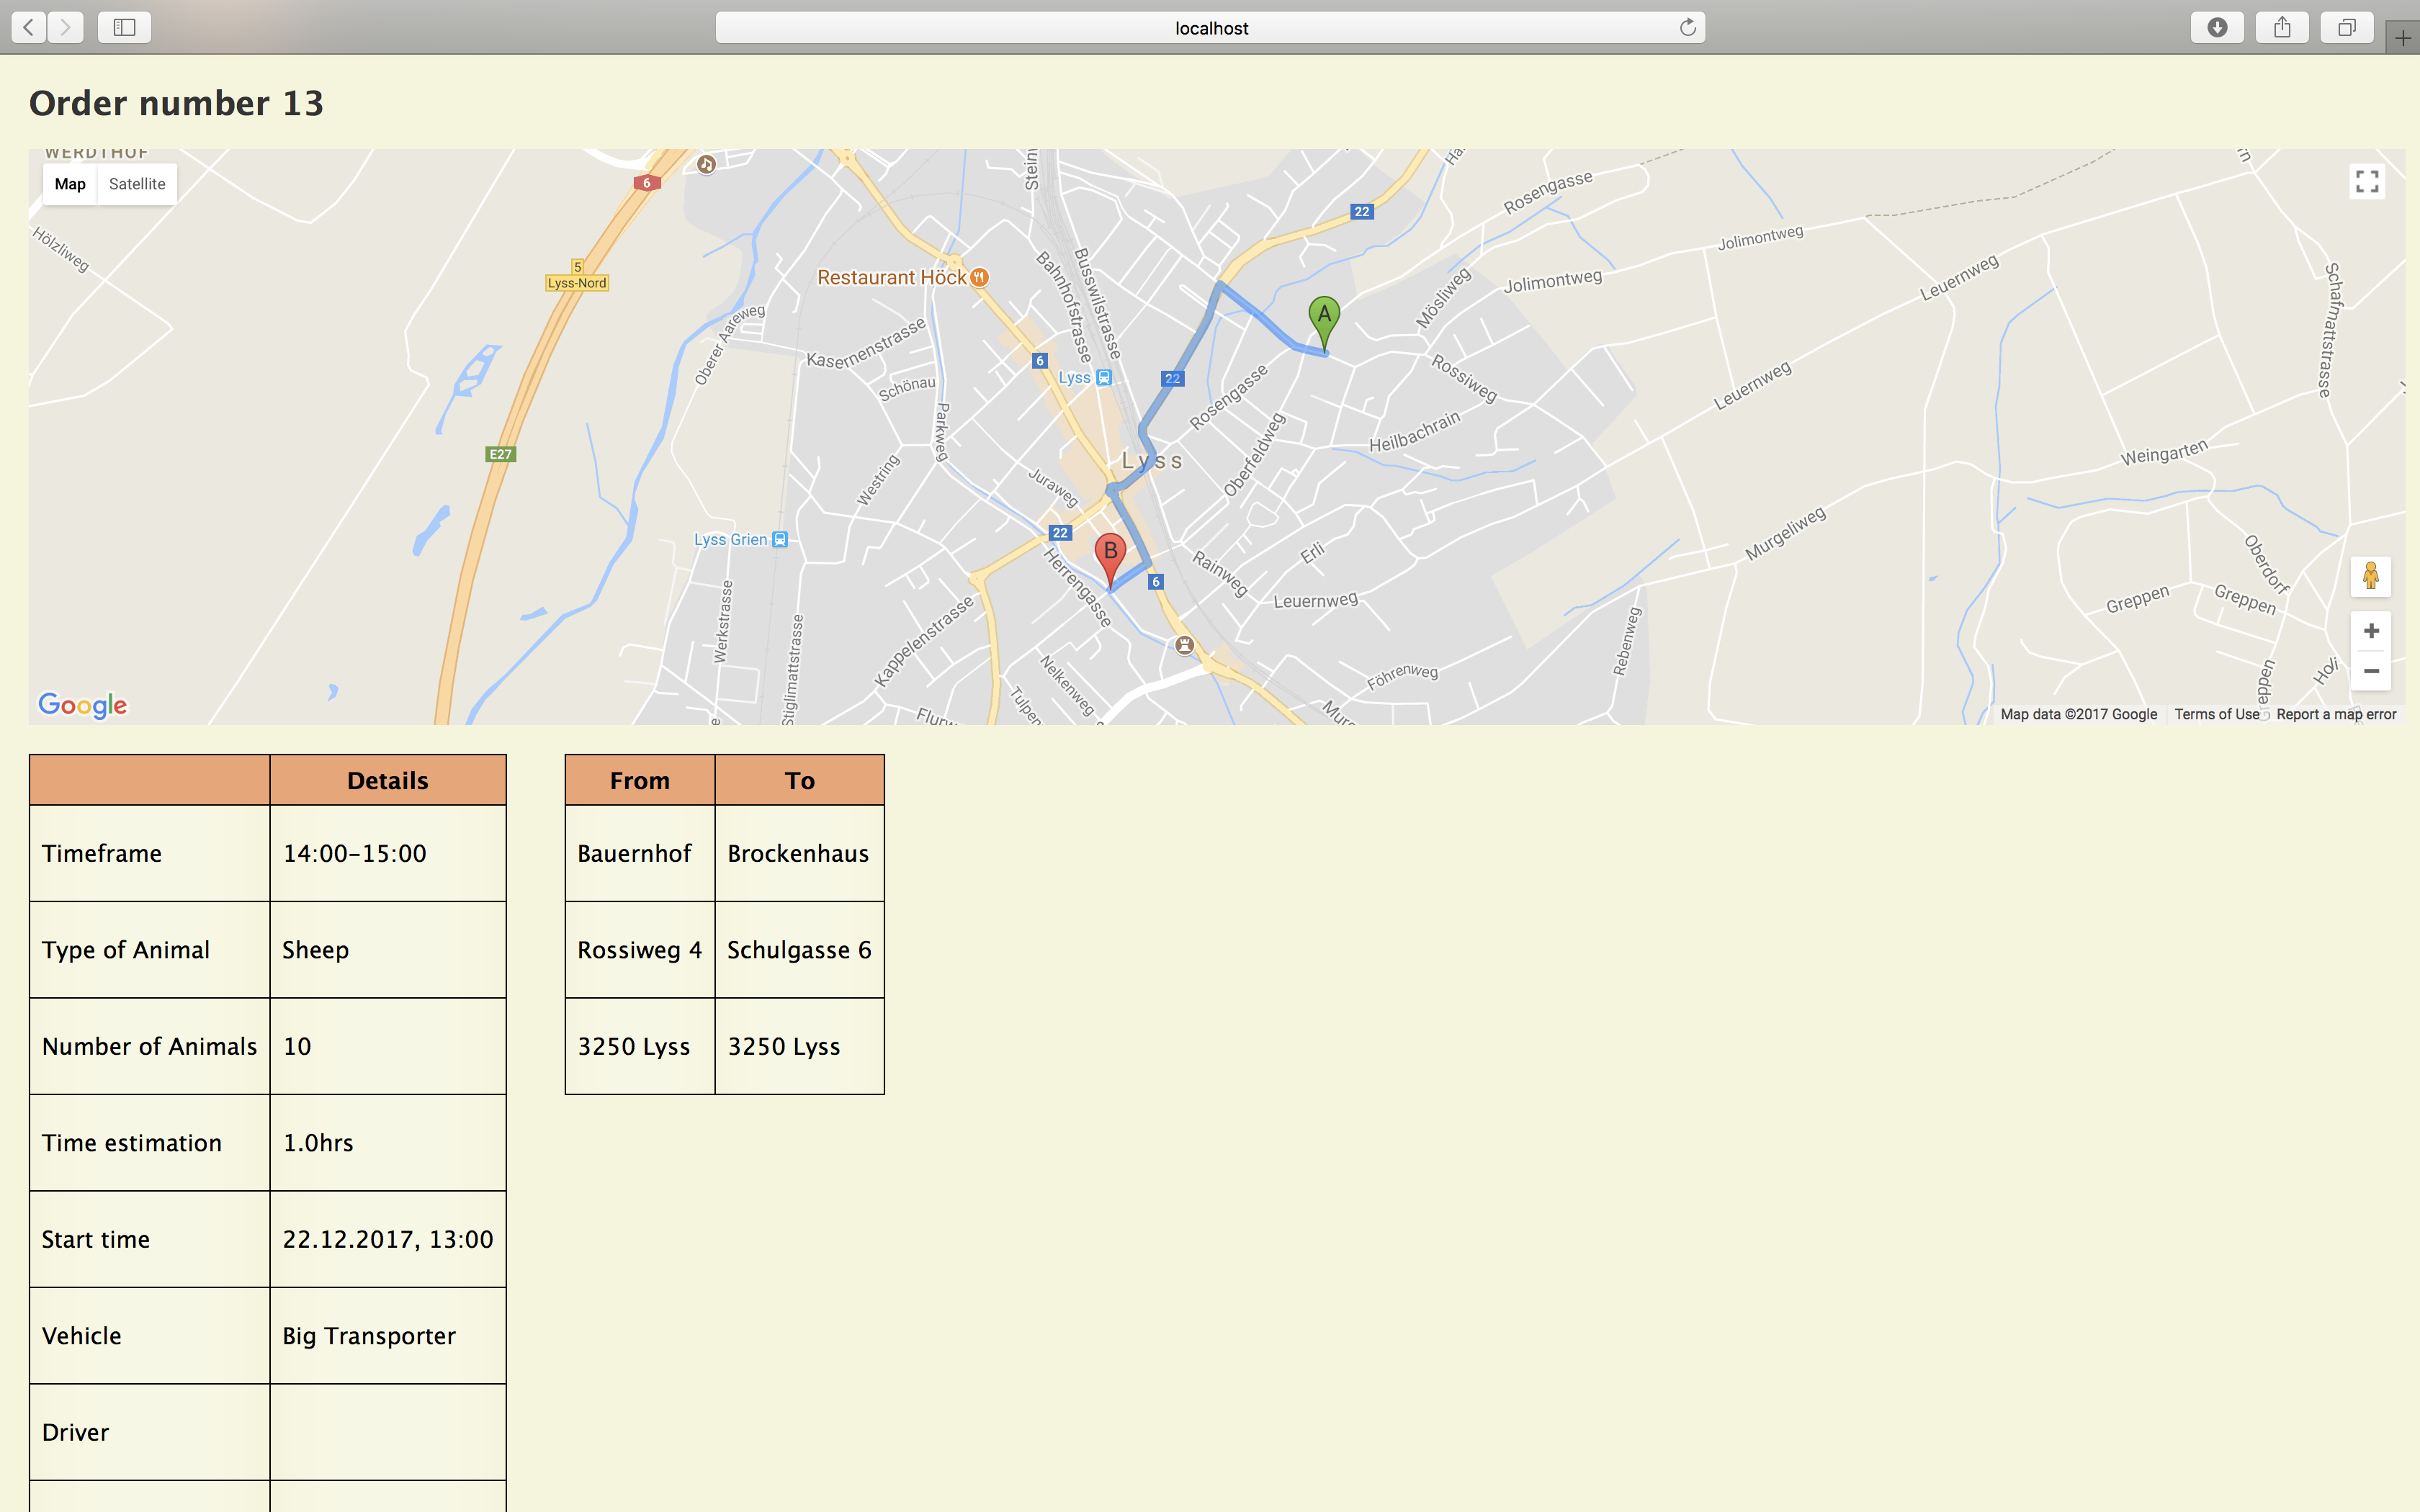 localhost
Order number 13
WERDTHOF
Map Satellite
Hölzliweg
6
5
Lyss-Nord
E27
Restaurant Höck
Oberer Aareweg
Kasernenstrasse
Schönau
Parkweg
Westring
Juraweg
Bahnhofstrasse
Busswilstrasse
6
Lyss
22
22
Rosengasse
Jolimontweg
Jolimontweg
Mösliweg
A
Rossiweg
Rosengasse
Heilbachrain
Oberfeldweg
Lyss
Leuernweg
Leuernweg
Schafmattstrasse
Weingarten
Murgeliweg
Lyss Grien
22
B
6
Herrengasse
Rainweg
Erli
Leuernweg
Werkstrasse
Stiglimattstrasse
Kappelenstrasse
Nelkenweg
Föhrenweg
Rebenweg
Oberdorf
Greppen
Greppen
Greppen
Google
Map data ©2017 Google Terms of Use Report a map error
Details
Timeframe 14:00-15:00
Type of Animal Sheep
Number of Animals 10
Time estimation 1.0hrs
Start time 22.12.2017, 13:00
Vehicle Big Transporter
Driver
From To
Bauernhof Brockenhaus
Rossiweg 4 Schulgasse 6
3250 Lyss 3250 Lyss